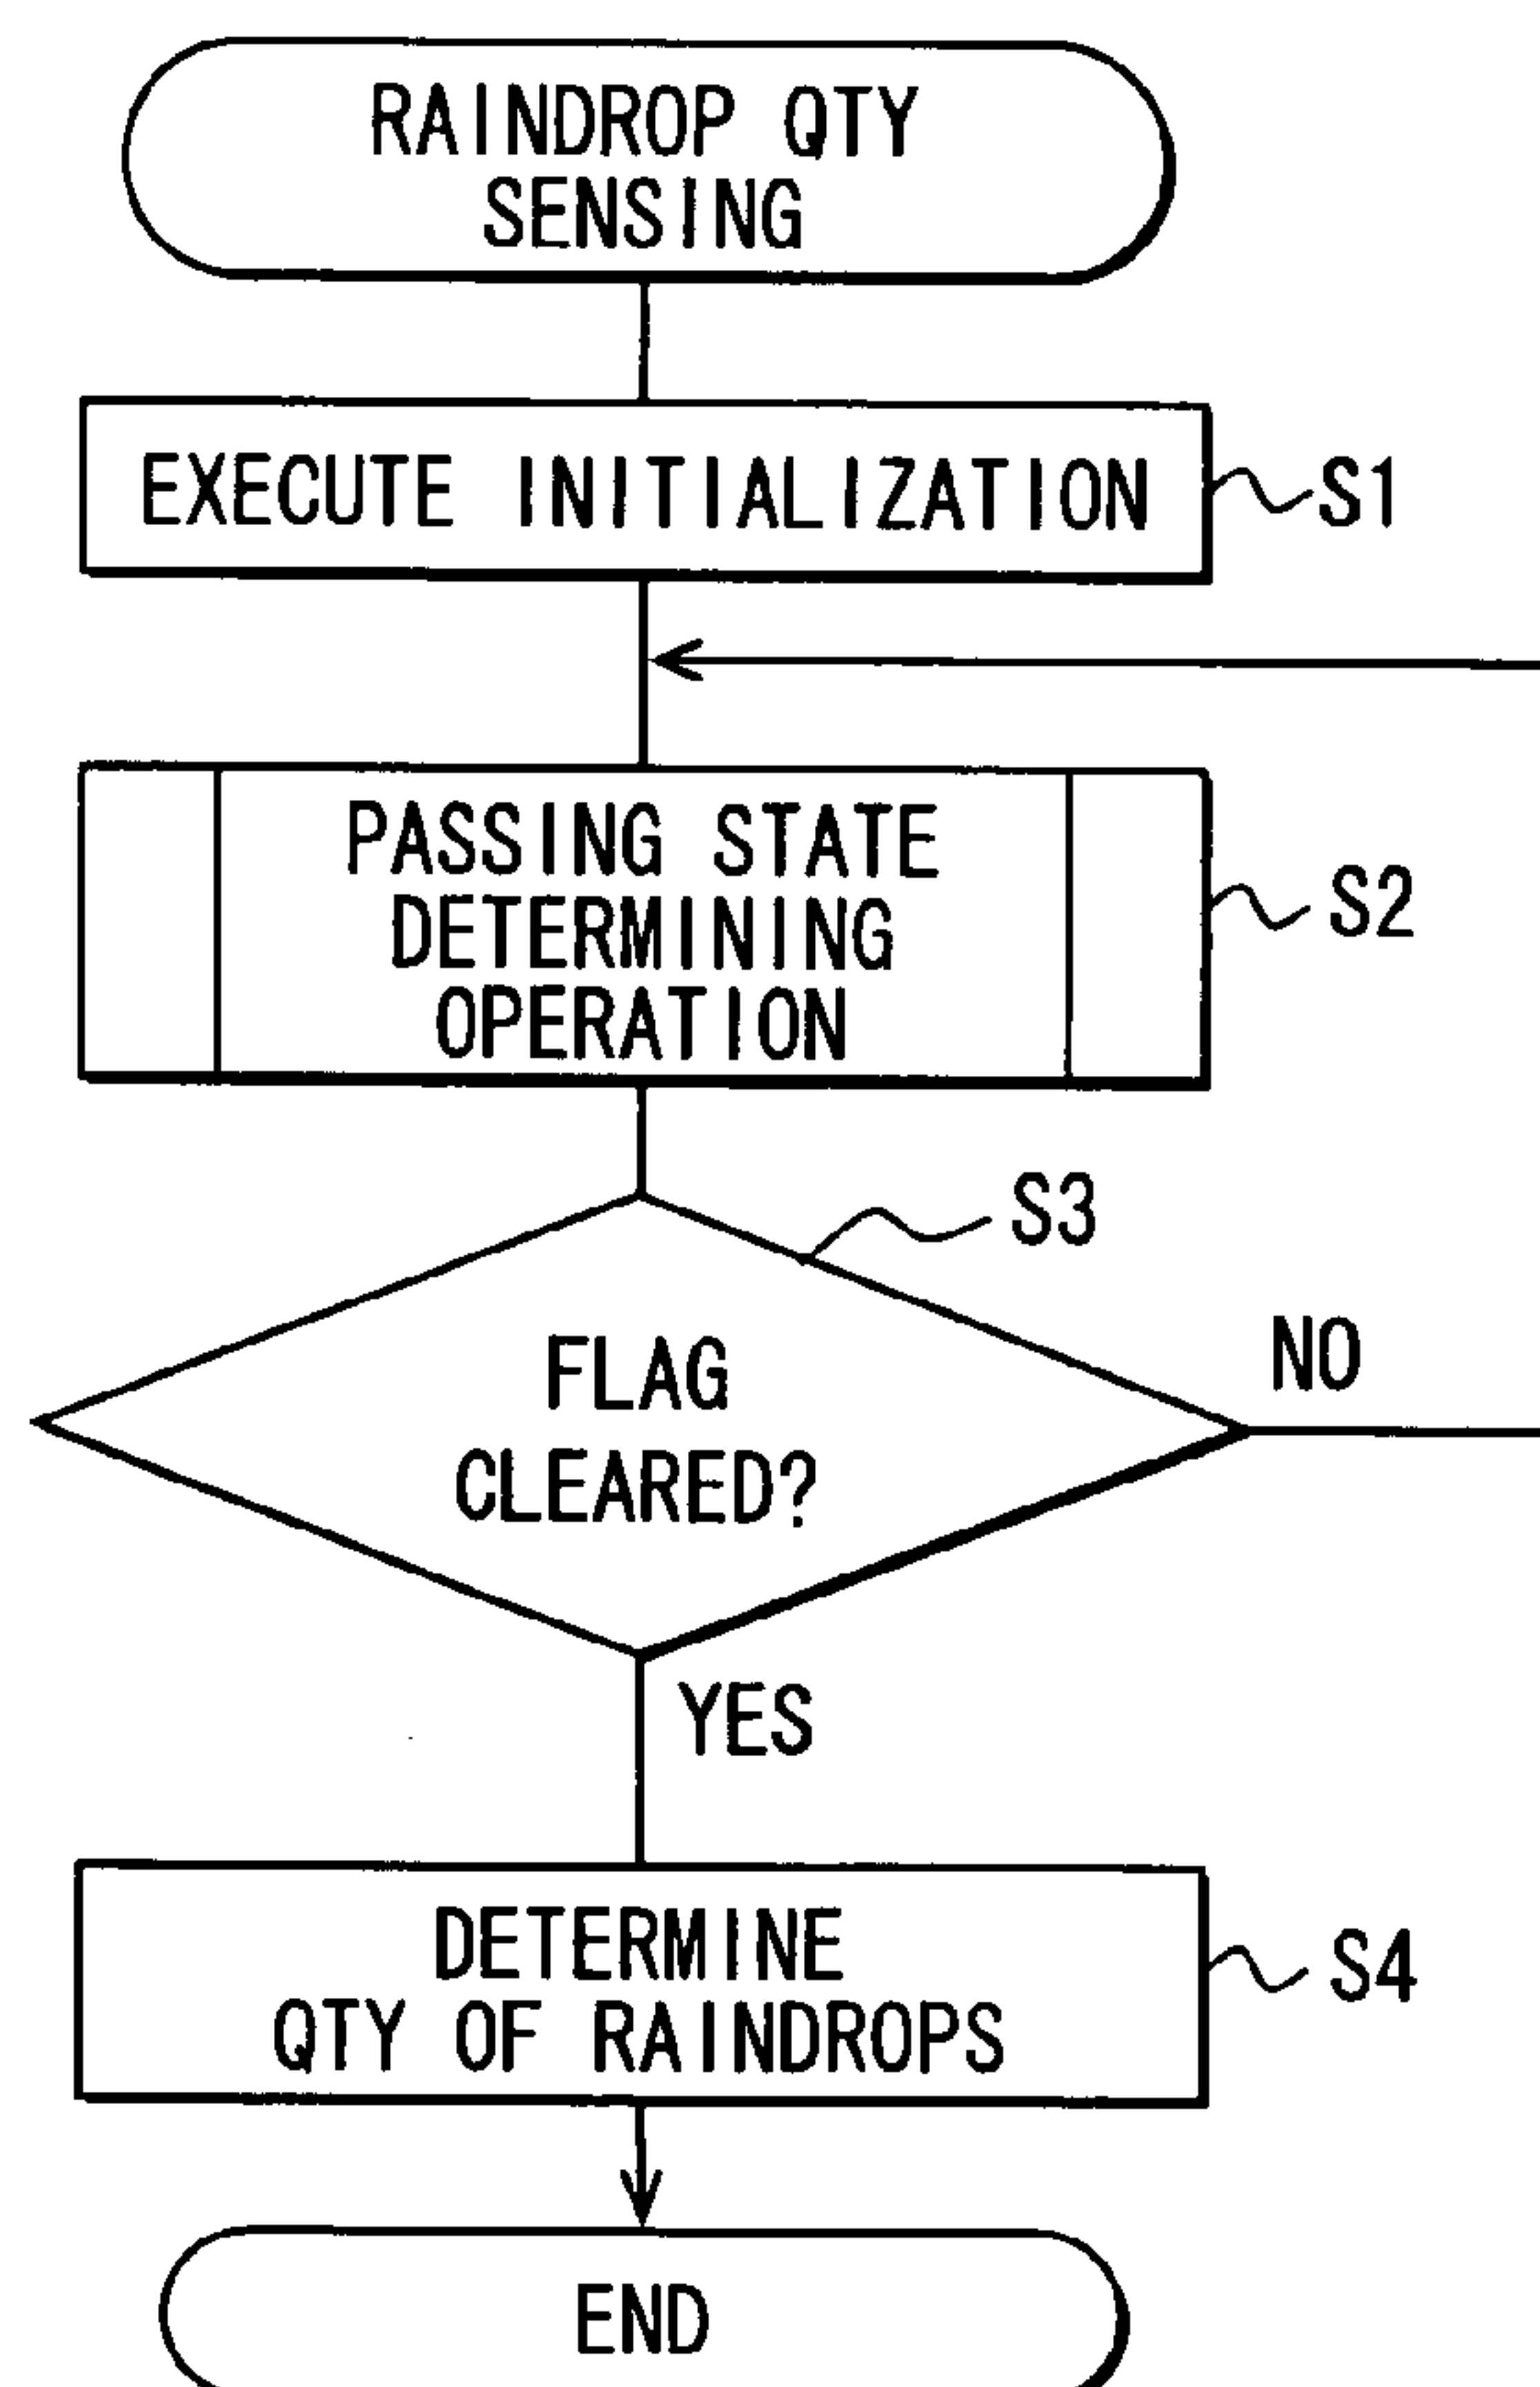 RAINDROP QTY
SENSING
EXECUTE INITIALIZATION
S1
PASSING STATE
DETERMINING
OPERATION
S2
S3
FLAG
CLEARED?
NO
YES
DETERMINE
QTY OF RAINDROPS
S4
END